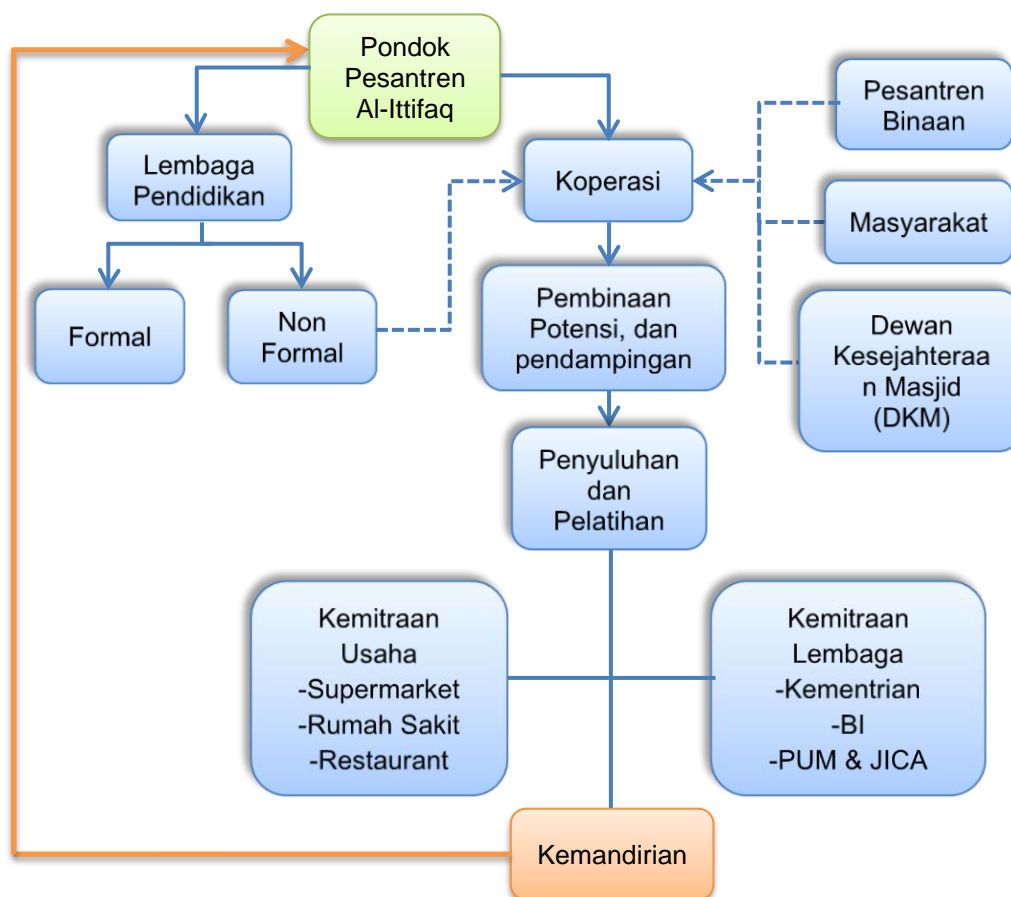 Pondok
Pesantren
Al-Ittifaq
Pesantren
Binaan
Lembaga
Pendidikan
Koperasi
Masyarakat
Formal
Non
Formal
Pembinaan
Potensi, dan
pendampingan
Dewan
Kesejahteraa
n Masjid
(DKM)
Penyuluhan
dan
Pelatihan
Kemitraan
Usaha
-Supermarket
-Rumah Sakit
-Restaurant
Kemitraan
Lembaga
-Kementrian
-BI
-PUM & JICA
Kemandirian